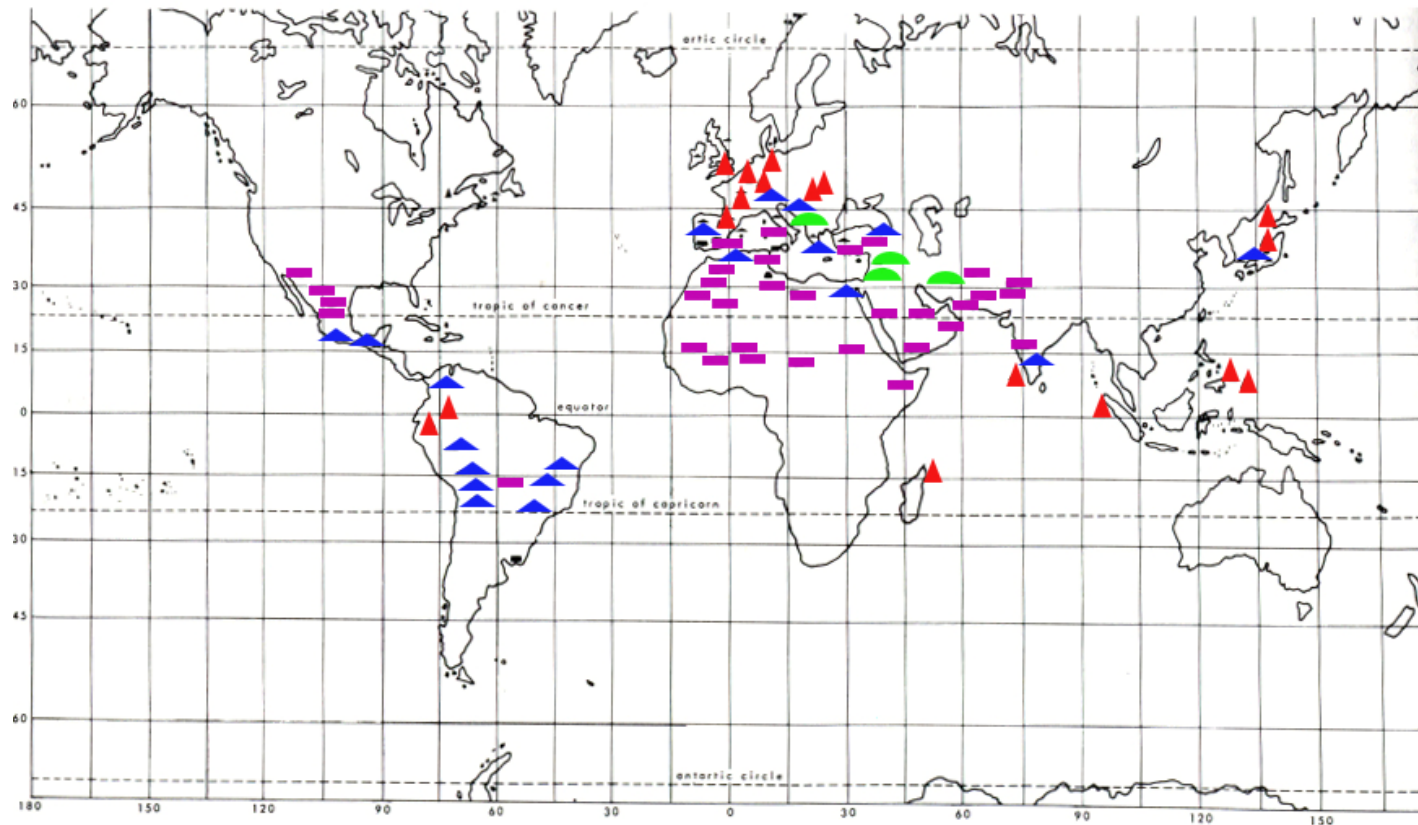 artic circle
60
45
30
tropic of cancer
15
0
equator
15
tropic of capricorn
30
45
60
antartic circle
180 150 120 90 60 30 0 30 60 90 120 150